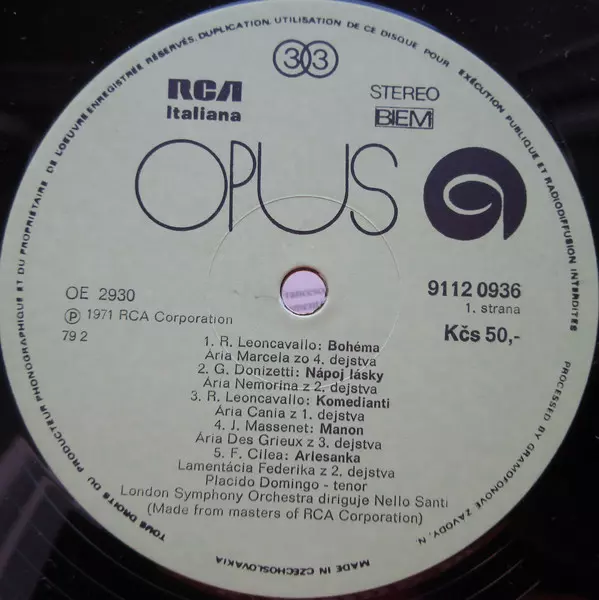 TOUS DROITS DU PRODUCTEUR PHONOGRAPHIQUE ET DU PROPRIÉTAIRE DE L'OEUVRE ENREGISTRÉE RÉSERVÉS. DUPLICATION, UTILISATION DE CE DISQUE POUR EXÉCUTION PUBLIQUE ET RADIODIFFUSION INTERDITES
33
RCA
Italiana
STEREO
BIEM
OPUS
OE 2930
℗ 1971 RCA Corporation
79 2
9112 0936
1. strana
Kčs 50,-
1. R. Leoncavallo: Bohéma
Ária Marcela zo 4. dejstva
2. G. Donizetti: Nápoj lásky
Ária Nemorina z 2. dejstva
3. R. Leoncavallo: Komedianti
Ária Cania z 1. dejstva
4. J. Massenet: Manon
Ária Des Grieux z 3. dejstva
5. F. Cilea: Arlesanka
Lamentácia Federika z 2. dejstva
Placido Domingo - tenor
London Symphony Orchestra diriguje Nello Santi
(Made from masters of RCA Corporation)
PROCESSED BY GRAMOFONOVÉ ZÁVODY, N.
MADE IN CZECHOSLOVAKIA